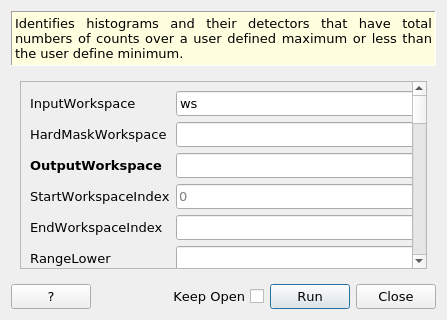 Identifies histograms and their detectors that have total
numbers of counts over a user defined maximum or less than
the user define minimum.
InputWorkspace ws
HardMaskWorkspace
OutputWorkspace
StartWorkspaceIndex 0
EndWorkspaceIndex
RangeLower
? Keep Open Run Close